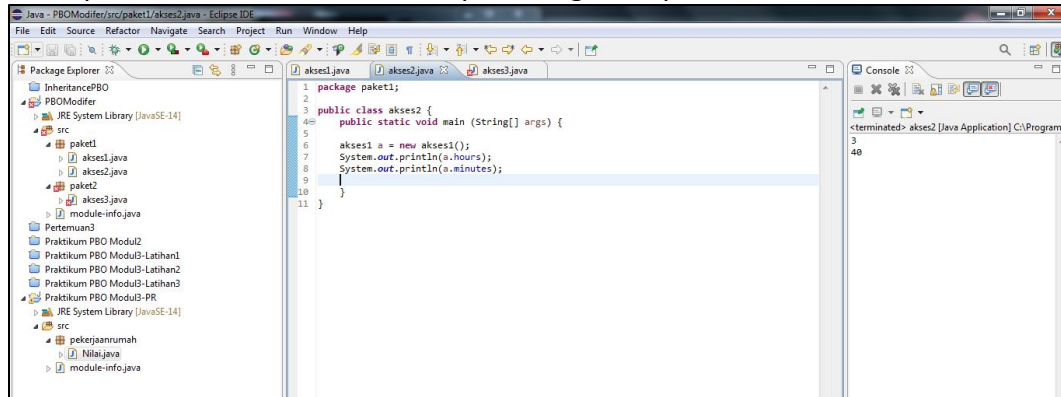 Java - PBOModifer/src/paket1/akses2.java - Eclipse IDE
File Edit Source Refactor Navigate Search Project Run Window Help
Package Explorer
InheritancePBO
PBOModifer
JRE System Library [JavaSE-14]
src
paket1
akses1.java
akses2.java
paket2
akses3.java
module-info.java
Pertemuan3
Praktikum PBO Modul2
Praktikum PBO Modul3-Latihan1
Praktikum PBO Modul3-Latihan2
Praktikum PBO Modul3-Latihan3
Praktikum PBO Modul3-PR
JRE System Library [JavaSE-14]
src
pekerjaanrumah
Nilai.java
module-info.java
akses1.java akses2.java akses3.java
1 package paket1;
2
3 public class akses2 {
4 public static void main (String[] args) {
5
6 akses1 a = new akses1();
7 System.out.println(a.hours);
8 System.out.println(a.minutes);
9
10 }
11 }
Console
<terminated> akses2 [Java Application] C:\Program
3
40